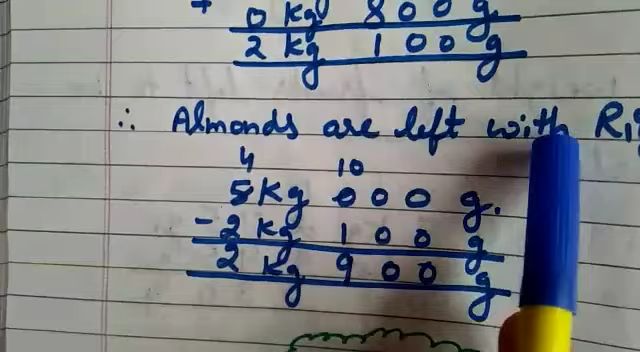 + 0 kg 800 g
2 kg 100 g
∴ Almonds are left with
4 10
5 kg 000 g.
- 2 kg 100 g
2 kg 900 g